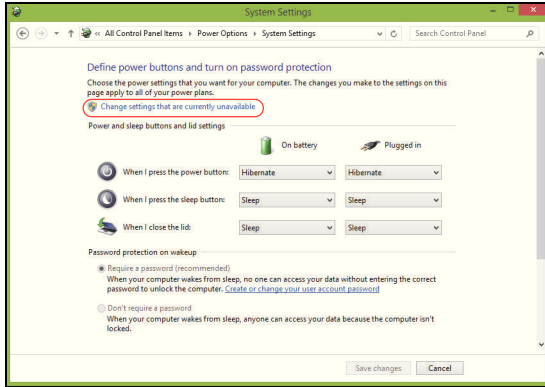 System Settings
« All Control Panel Items › Power Options › System Settings
Search Control Panel
Define power buttons and turn on password protection
Choose the power settings that you want for your computer. The changes you make to the settings on this
page apply to all of your power plans.
Change settings that are currently unavailable
Power and sleep buttons and lid settings
On battery Plugged in
When I press the power button: Hibernate Hibernate
When I press the sleep button: Sleep Sleep
When I close the lid: Sleep Sleep
Password protection on wakeup
Require a password (recommended)
When your computer wakes from sleep, no one can access your data without entering the correct
password to unlock the computer. Create or change your user account password
Don't require a password
When your computer wakes from sleep, anyone can access your data because the computer isn't
locked.
Save changes Cancel